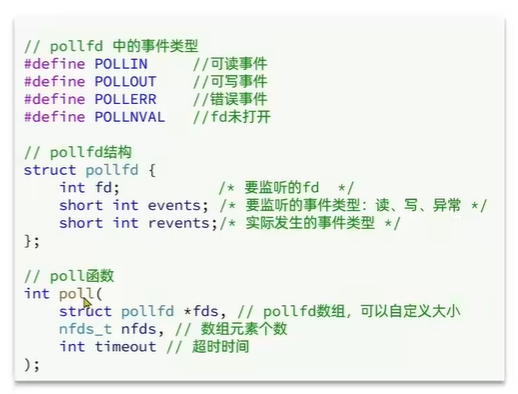 // pollfd 中的事件类型
#define POLLIN     //可读事件
#define POLLOUT    //可写事件
#define POLLERR    //错误事件
#define POLLNVAL   //fd未打开
// pollfd结构
struct pollfd {
    int fd;           /* 要监听的fd  */
    short int events; /* 要监听的事件类型：读、写、异常 */
    short int revents;/* 实际发生的事件类型 */
};
// poll函数
int poll(
    struct pollfd *fds, // pollfd数组，可以自定义大小
    nfds_t nfds, // 数组元素个数
    int timeout // 超时时间
);